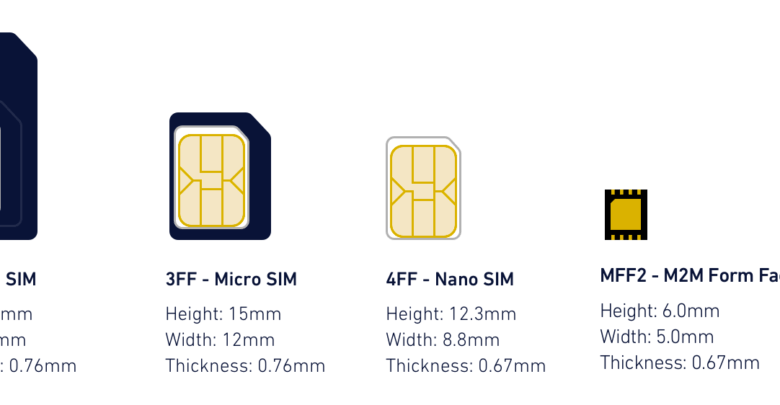 SIM
mm
mm
: 0.76mm
3FF - Micro SIM
Height: 15mm
Width: 12mm
Thickness: 0.76mm
4FF - Nano SIM
Height: 12.3mm
Width: 8.8mm
Thickness: 0.67mm
MFF2 - M2M Form Fa
Height: 6.0mm
Width: 5.0mm
Thickness: 0.67mm